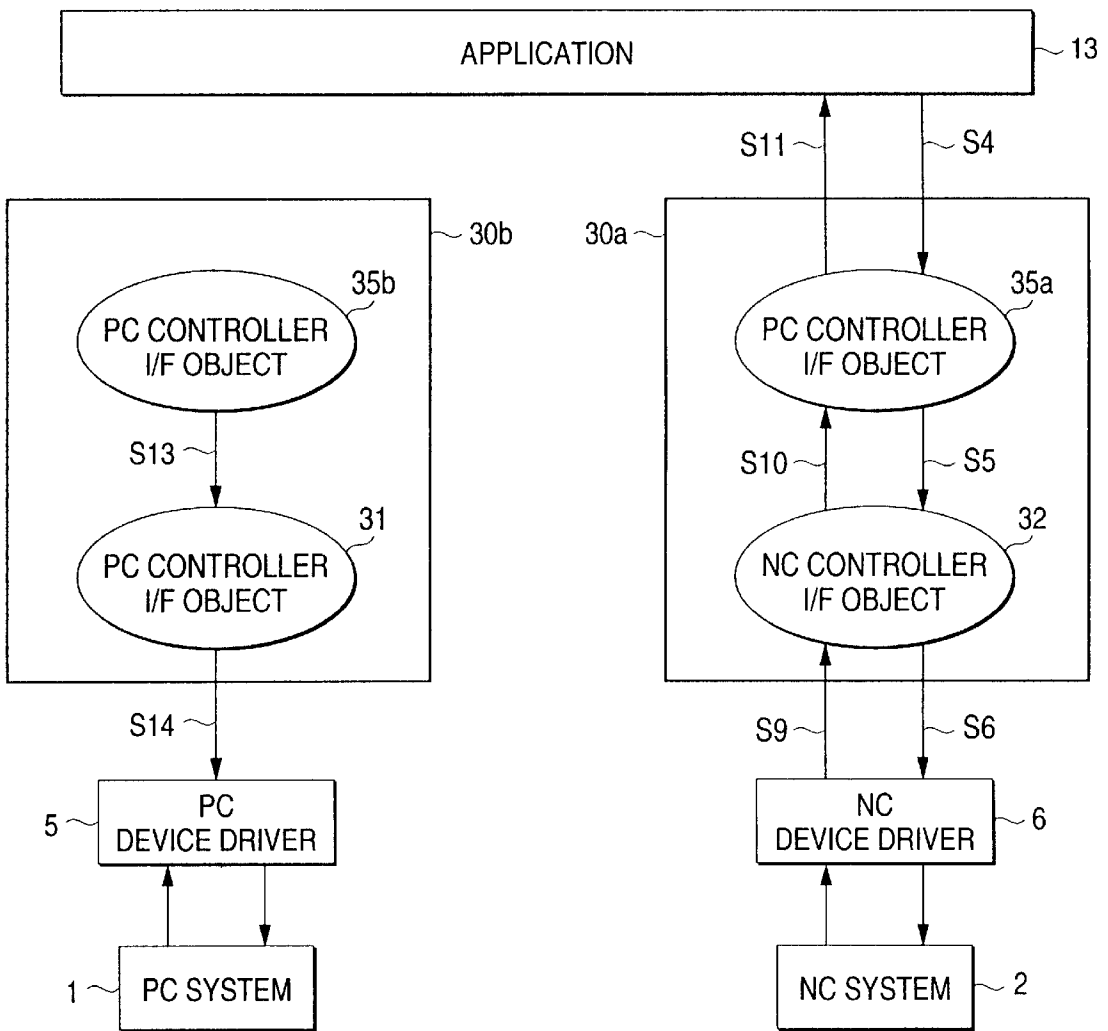 APPLICATION
13
S11
S4
30b
30a
35b
35a
PC CONTROLLER
I/F OBJECT
PC CONTROLLER
I/F OBJECT
S13
S10
S5
31
32
PC CONTROLLER
I/F OBJECT
NC CONTROLLER
I/F OBJECT
S14
S9
S6
5
PC
DEVICE DRIVER
NC
DEVICE DRIVER
6
1
PC SYSTEM
NC SYSTEM
2